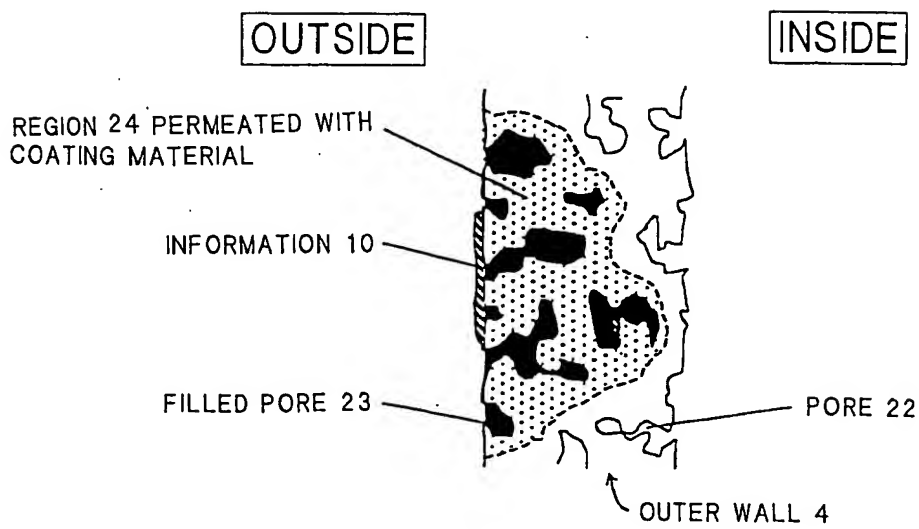 OUTSIDE
INSIDE
REGION 24 PERMEATED WITH
COATING MATERIAL
INFORMATION 10
FILLED PORE 23
PORE 22
OUTER WALL 4